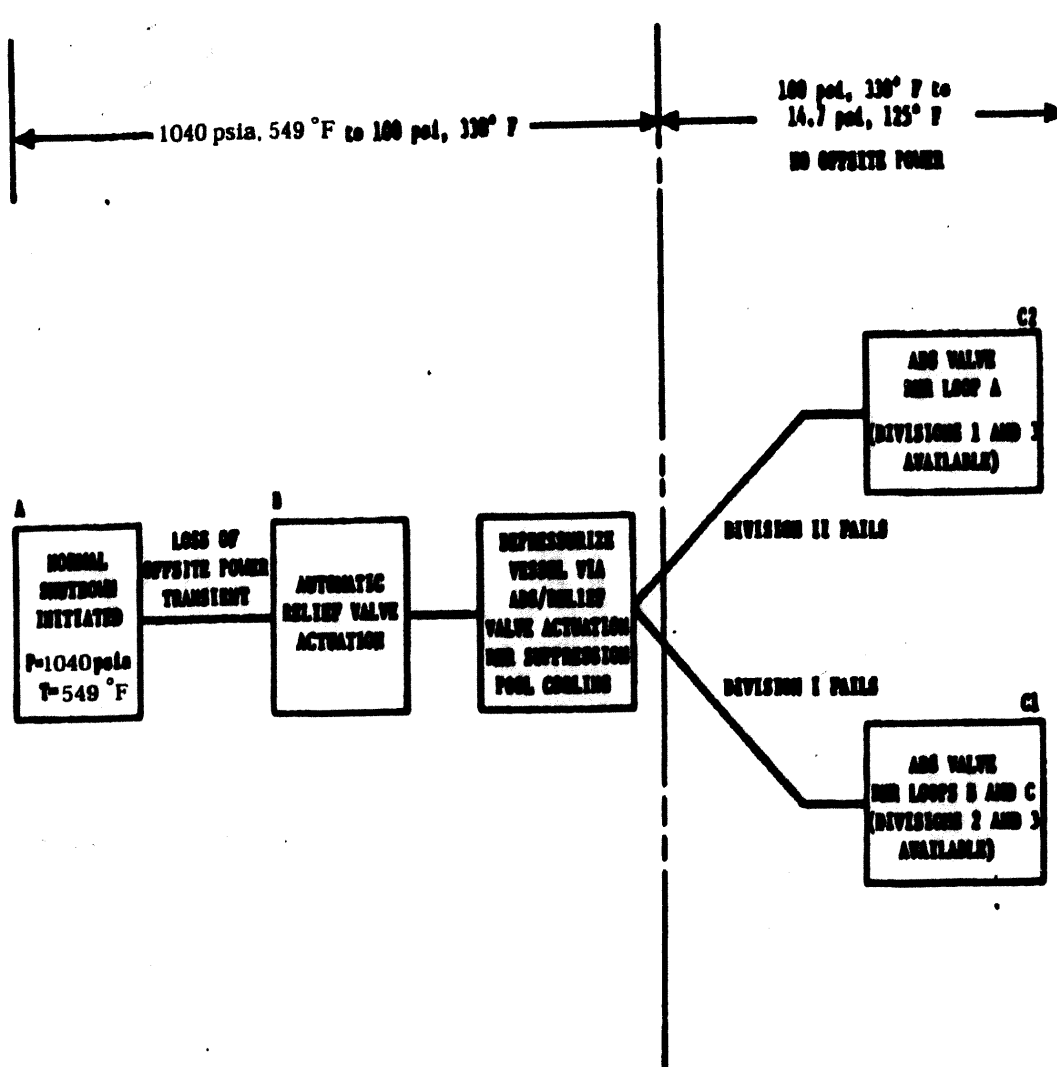 1040 psia, 549 °F to 100 psi, 330° F
100 psi, 330° F to
14.7 psi, 125° F
NO OFFSITE POWER
C2
ADS VALVE
RHR LOOP A
(DIVISIONS 1 AND 3
AVAILABLE)
DIVISION II FAILS
A
NORMAL
SHUTDOWN
INITIATED
P=1040 psia
T= 549 °F
LOSS OF
OFFSITE POWER
TRANSIENT
B
AUTOMATIC
RELIEF VALVE
ACTUATION
DEPRESSURIZE
VESSEL VIA
ADS/RELIEF
VALVE ACTUATION
RHR SUPPRESSION
POOL COOLING
DIVISION I FAILS
C1
ADS VALVE
RHR LOOPS B AND C
(DIVISIONS 2 AND 3
AVAILABLE)